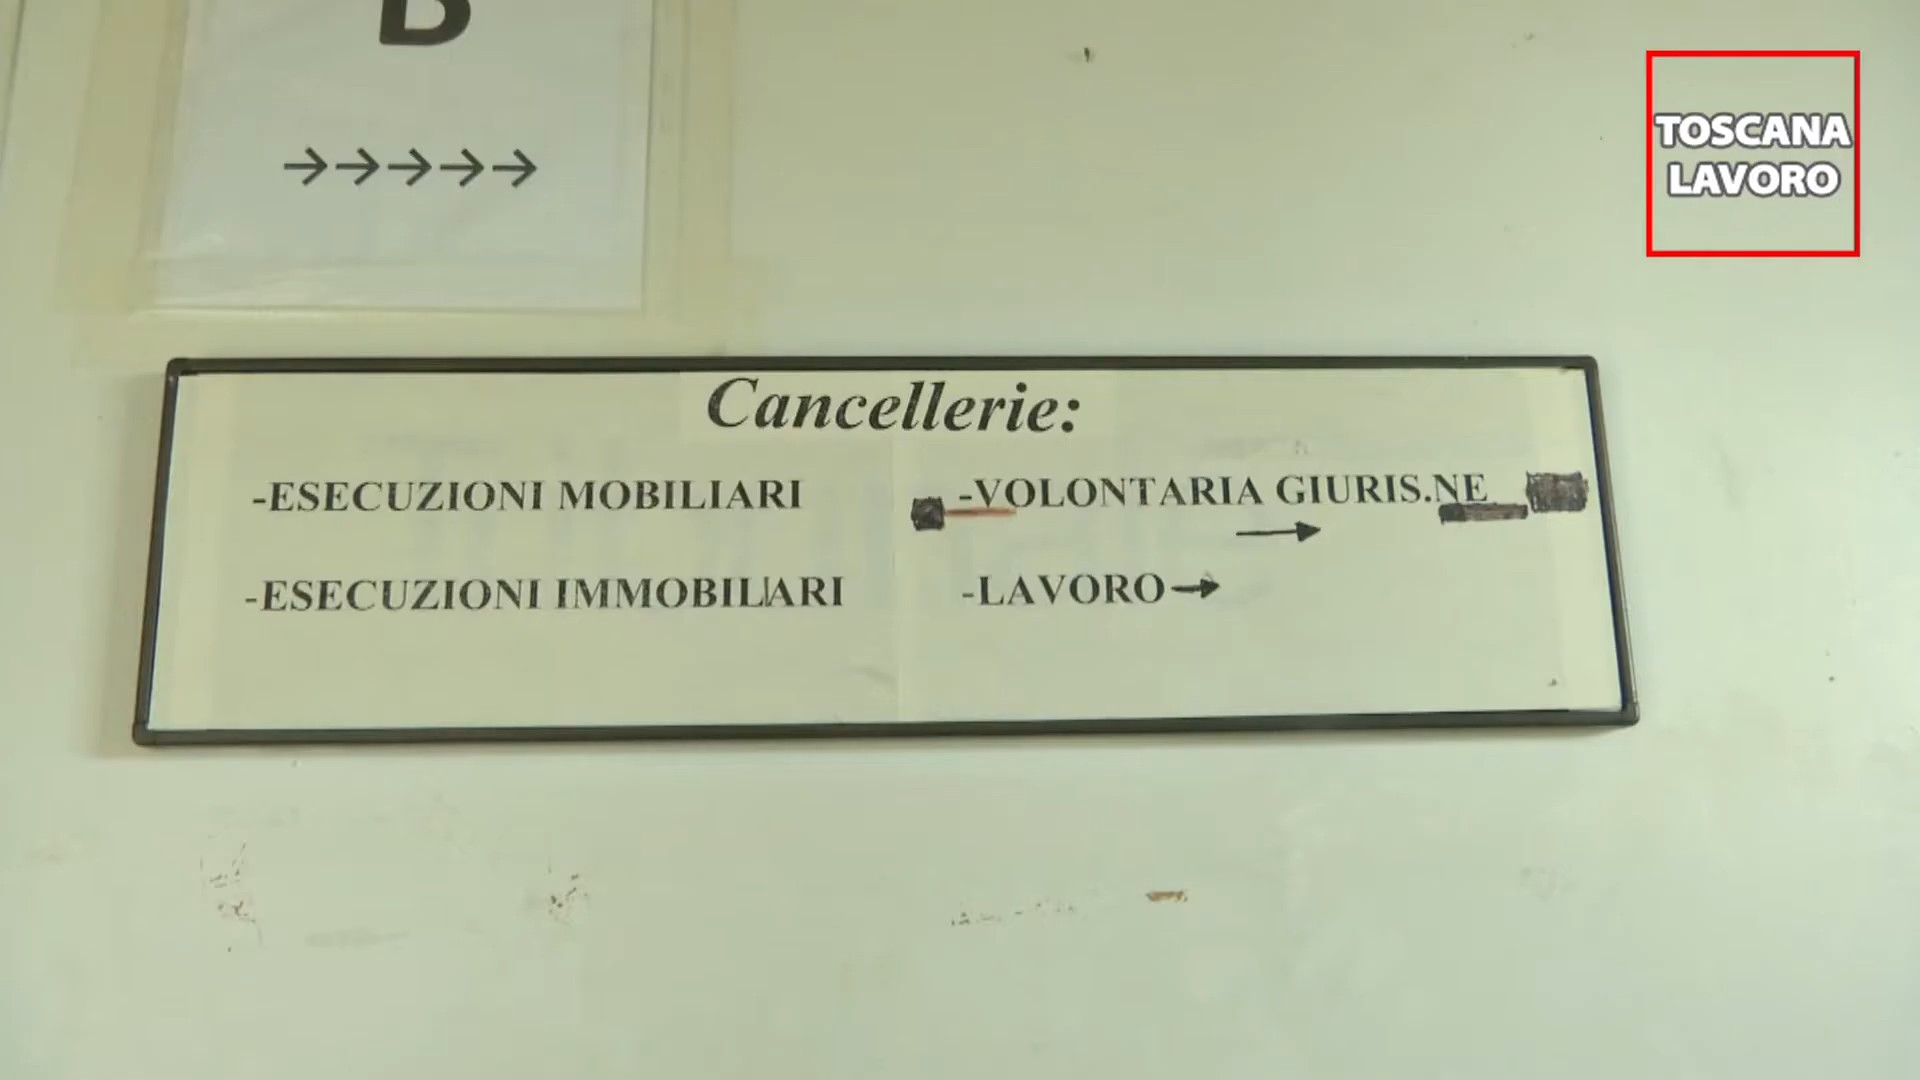 B
→→→→→
TOSCANA
LAVORO
Cancellerie:
-ESECUZIONI MOBILIARI
-ESECUZIONI IMMOBILIARI
-VOLONTARIA GIURIS.NE
-LAVORO→